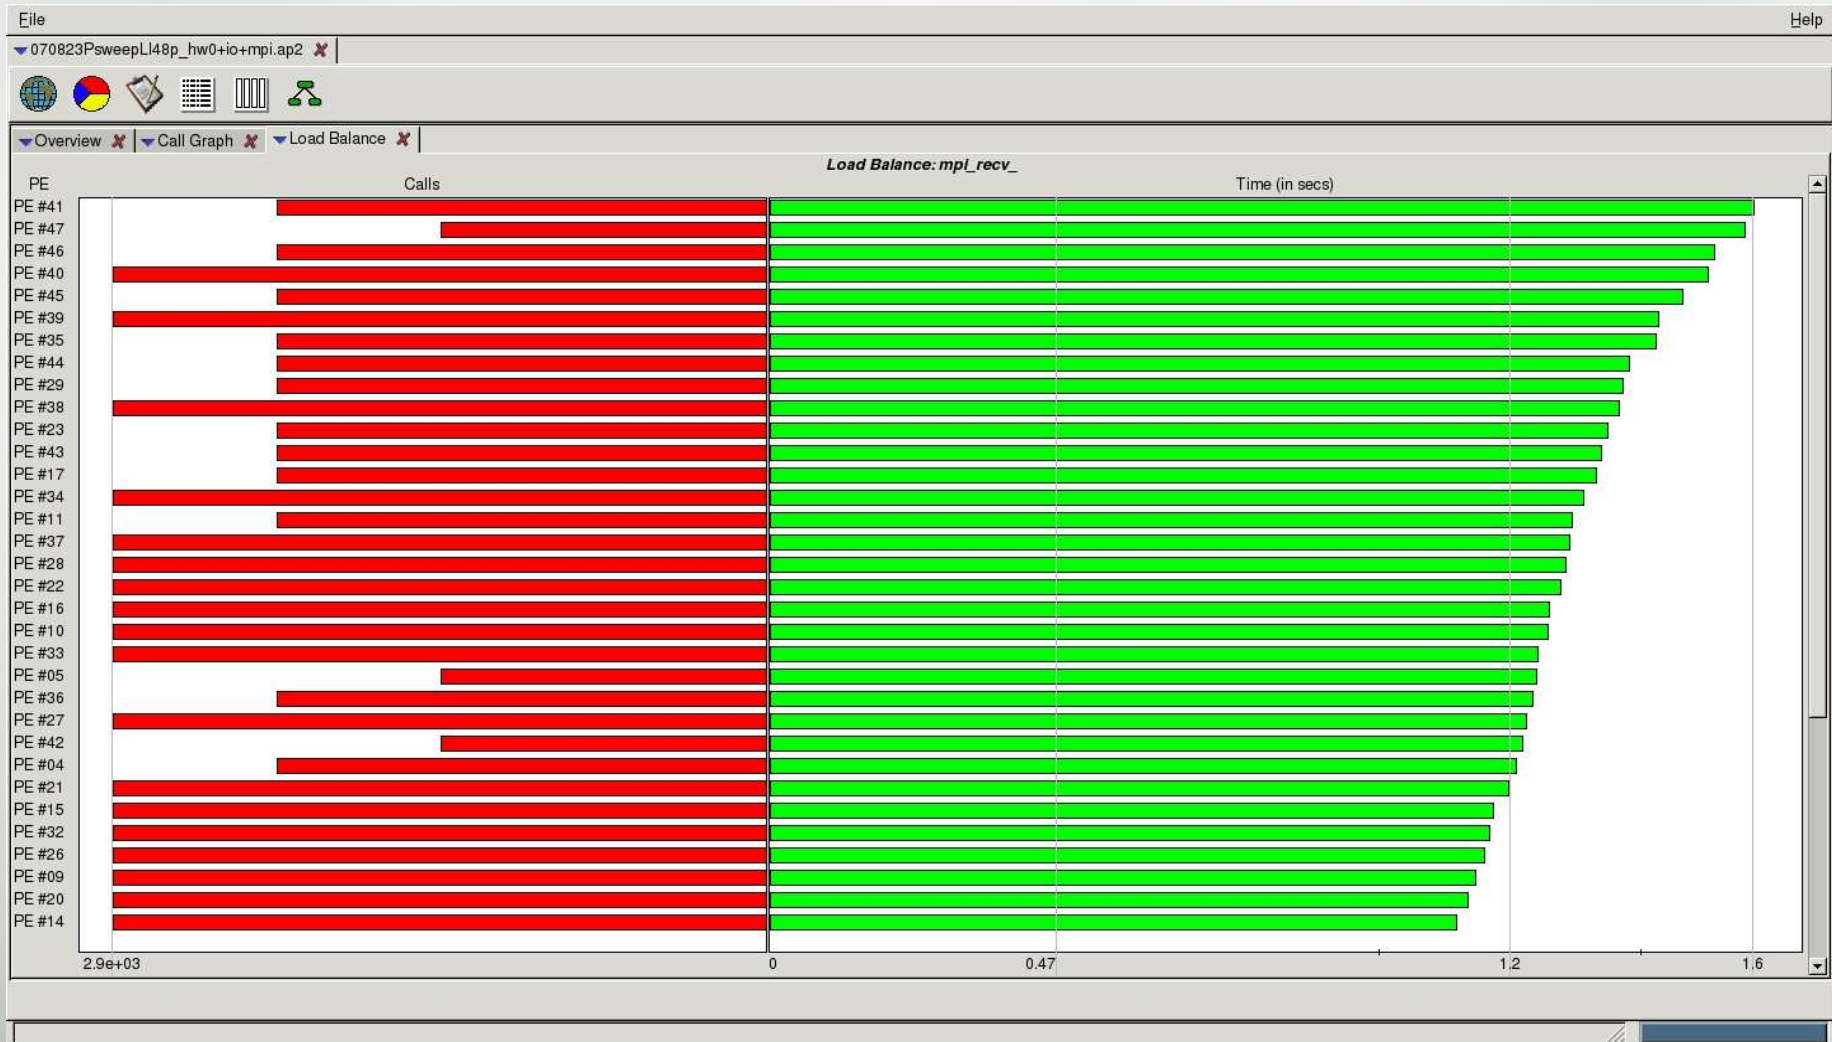 File Help
070823PsweepLl48p_hw0+io+mpi.ap2
Overview Call Graph Load Balance
Load Balance: mpi_recv_
PE Calls Time (in secs)
PE #41
PE #47
PE #46
PE #40
PE #45
PE #39
PE #35
PE #44
PE #29
PE #38
PE #23
PE #43
PE #17
PE #34
PE #11
PE #37
PE #28
PE #22
PE #16
PE #10
PE #33
PE #05
PE #36
PE #27
PE #42
PE #04
PE #21
PE #15
PE #32
PE #26
PE #09
PE #20
PE #14
2.9e+03 0 0.47 1.2 1.6